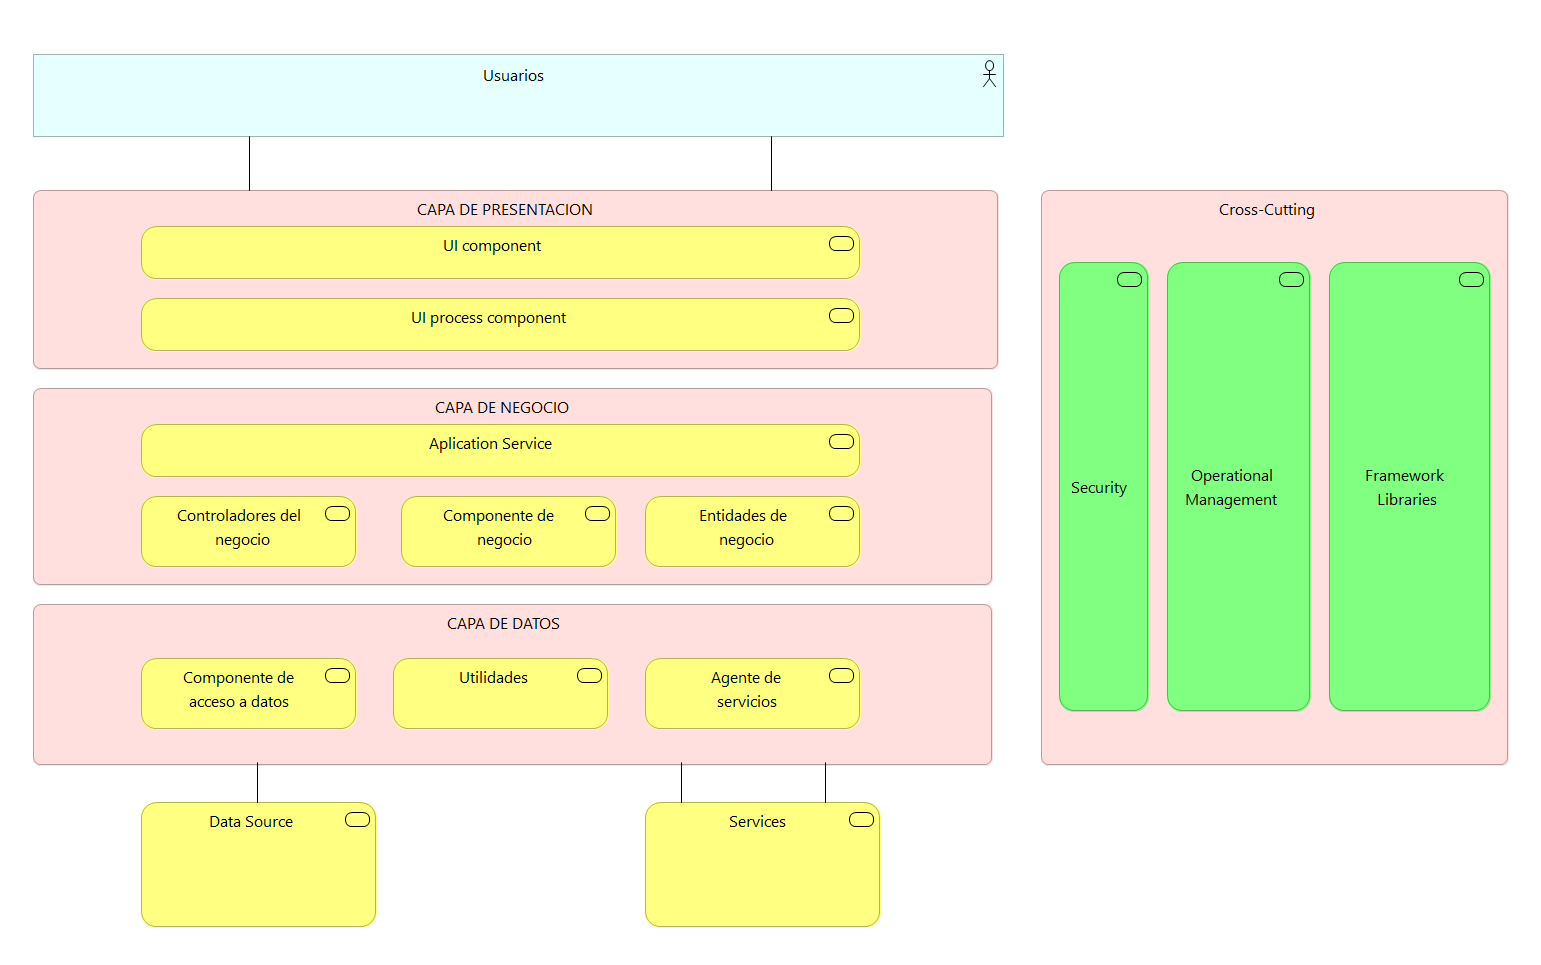 Usuarios
CAPA DE PRESENTACION
UI component
UI process component
CAPA DE NEGOCIO
Aplication Service
Controladores del
negocio
Componente de
negocio
Entidades de
negocio
CAPA DE DATOS
Componente de
acceso a datos
Utilidades
Agente de
servicios
Data Source
Services
Cross-Cutting
Security
Operational
Management
Framework
Libraries